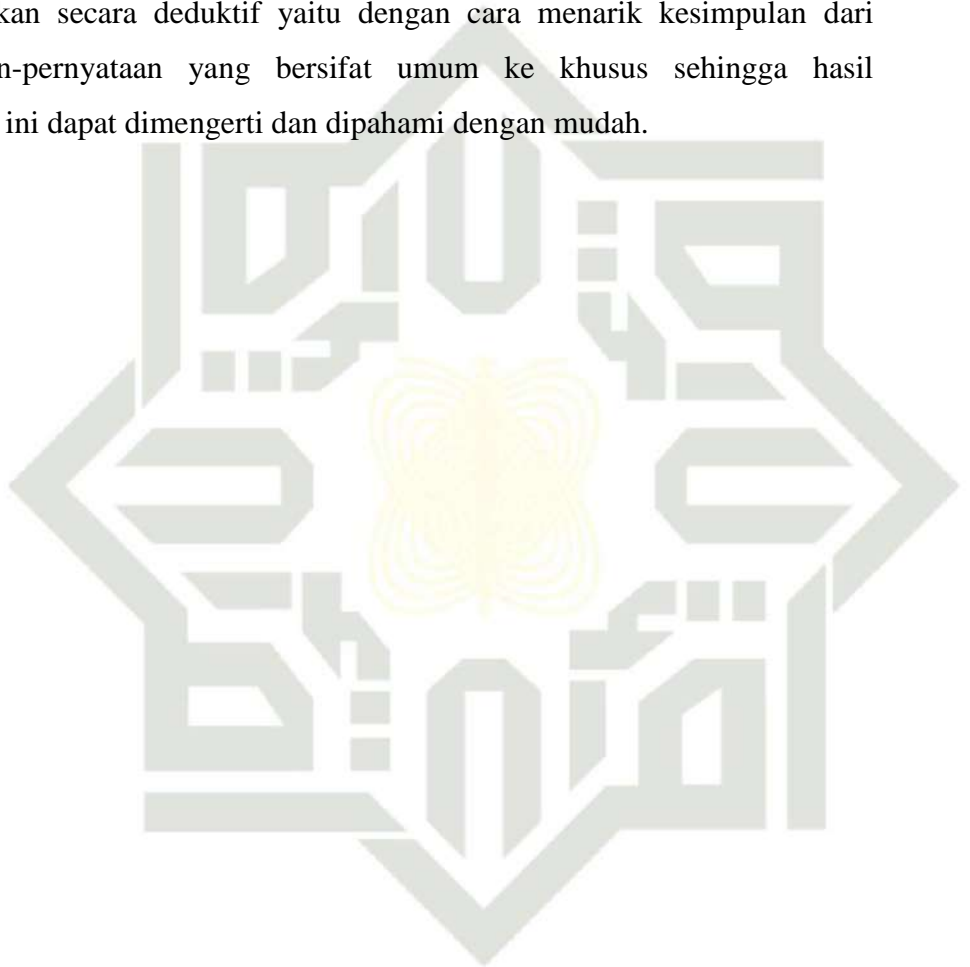 kan secara deduktif yaitu dengan cara menarik kesimpulan dari
n-pernyataan yang bersifat umum ke khusus sehingga hasil
ini dapat dimengerti dan dipahami dengan mudah.